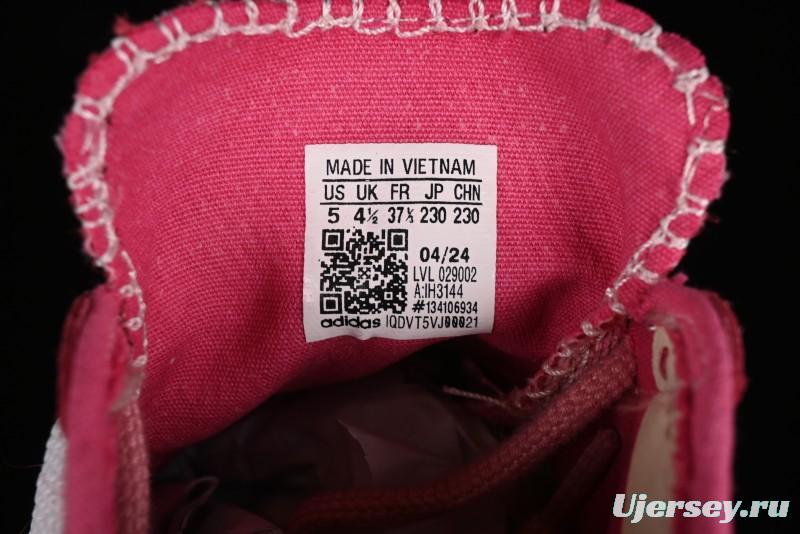 MADE IN VIETNAM
US UK FR JP CHN
5 4½ 37⅓ 230 230
04/24
LVL 029002
A:IH3144
#134106934
adidas IQDVT5VJ00021
Ujersey.ru